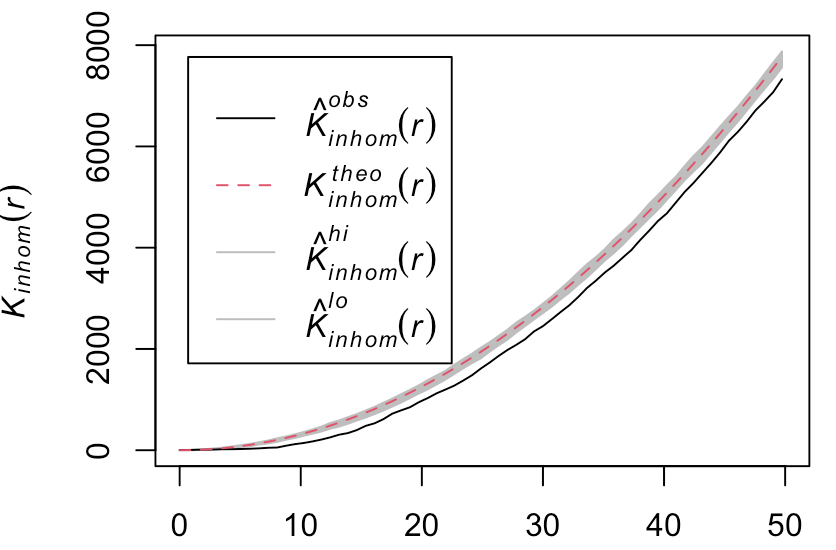 K_inhom(r)
8000
6000
4000
2000
0
K̂^obs_inhom(r)
K^theo_inhom(r)
K̂^hi_inhom(r)
K̂^lo_inhom(r)
0 10 20 30 40 50